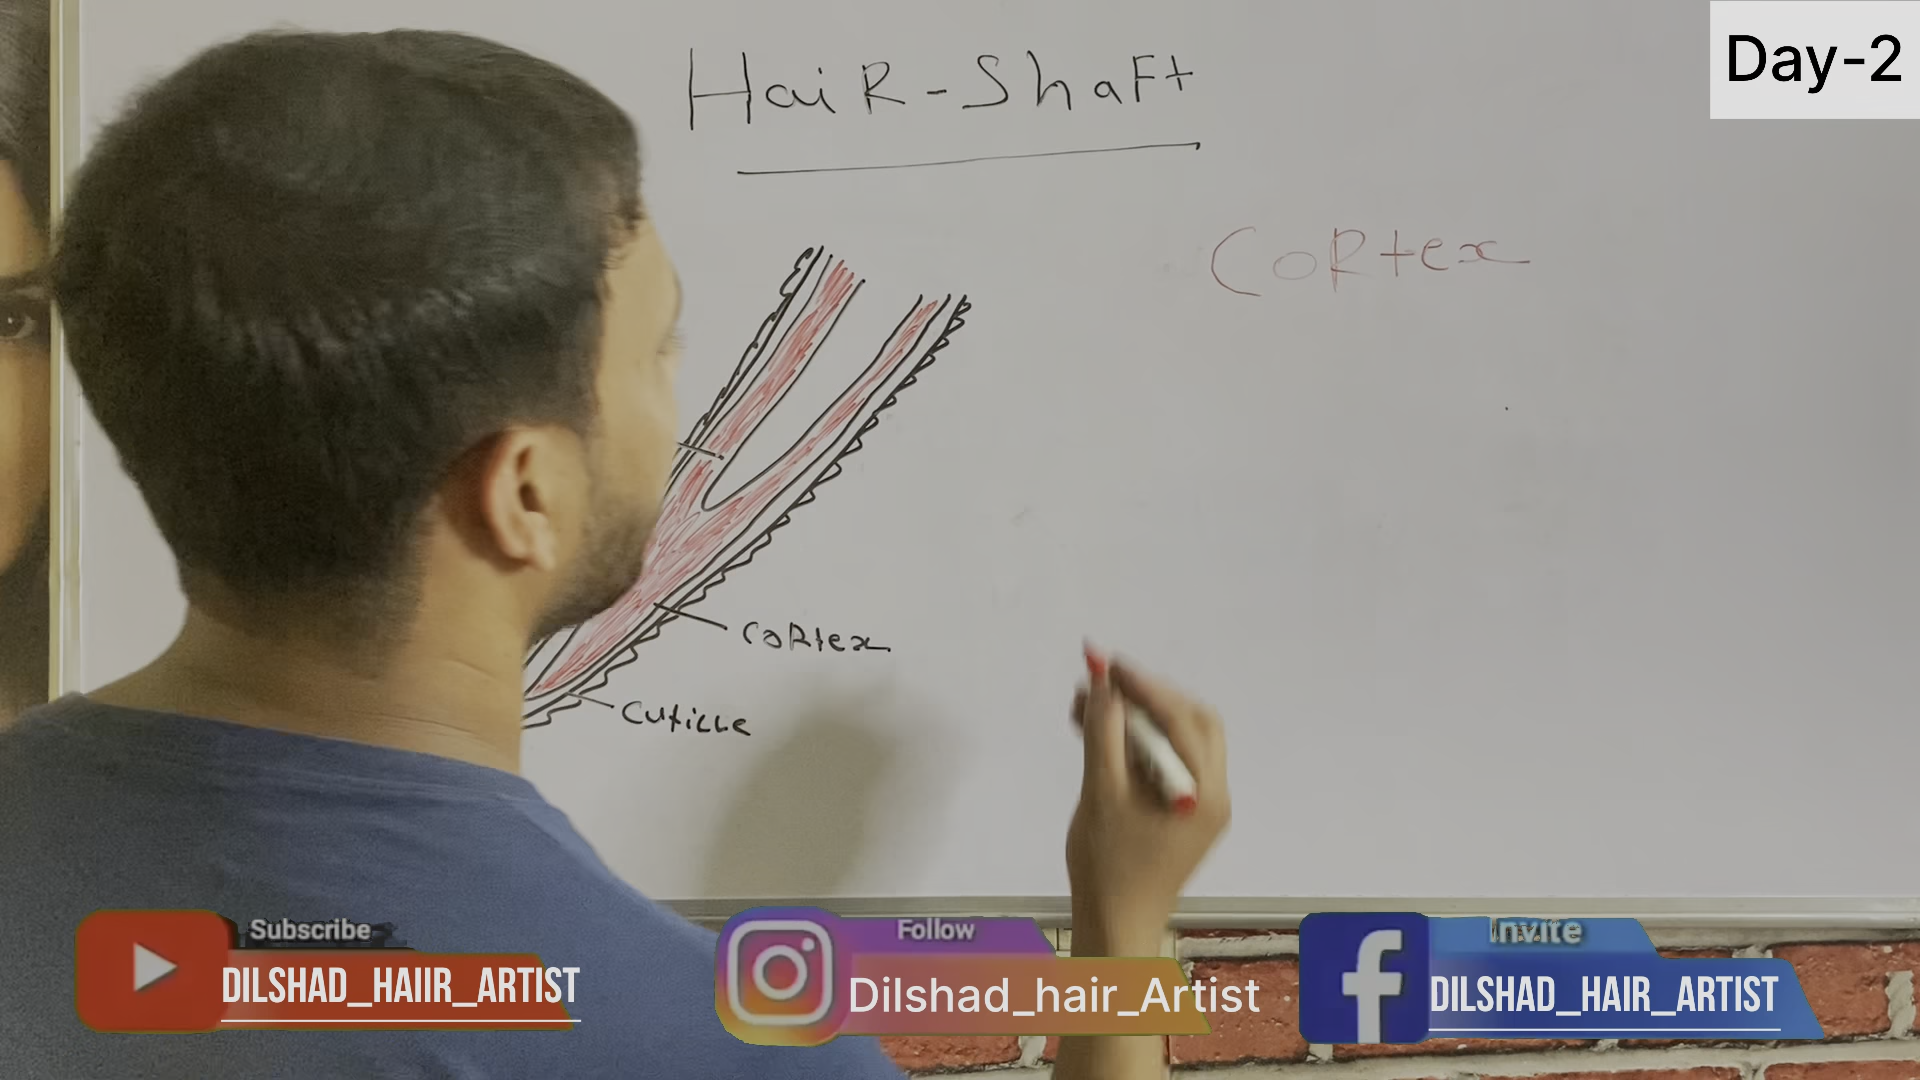 Day-2
HaiR-ShaFt
CoRtex
CoRtex
Cuticle
Subscribe
DILSHAD_HAIIR_ARTIST
Follow
Dilshad_hair_Artist
Invite
DILSHAD_HAIR_ARTIST